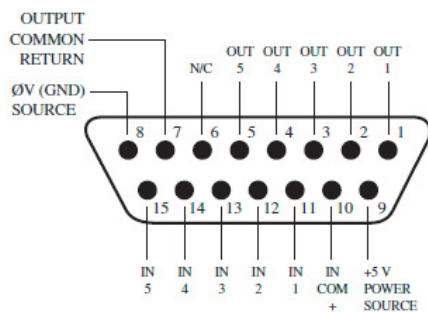 OUTPUT
COMMON
RETURN
ØV (GND)
SOURCE
N/C
OUT OUT OUT OUT OUT
5 4 3 2 1
8 7 6 5 4 3 2 1
15 14 13 12 11 10 9
IN IN IN IN IN IN +5 V
5 4 3 2 1 COM POWER
+ SOURCE